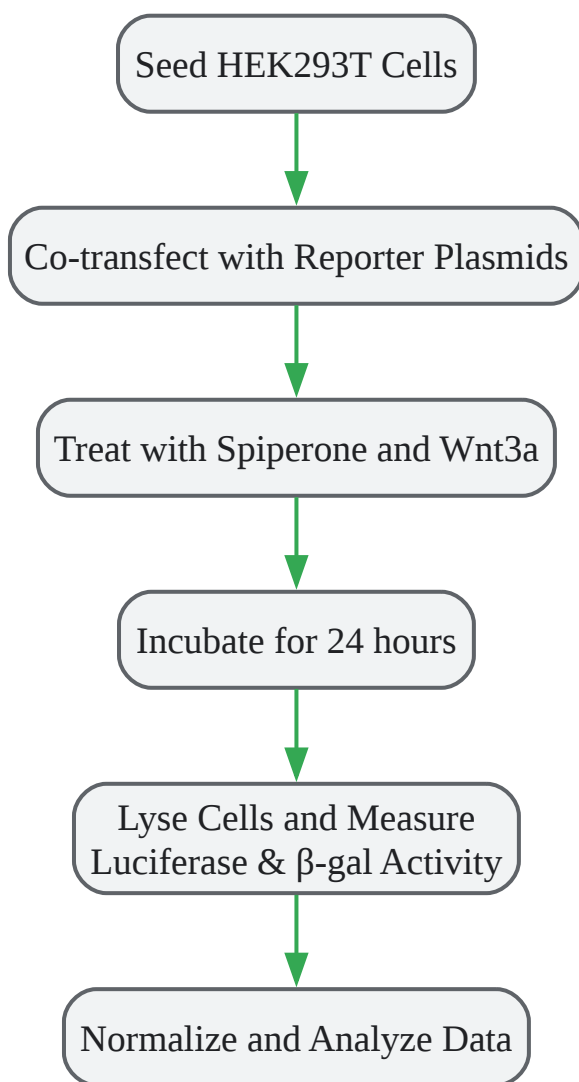 Seed HEK293T Cells
Co-transfect with Reporter Plasmids
Treat with Spiperone and Wnt3a
Incubate for 24 hours
Lyse Cells and Measure
Luciferase & β-gal Activity
Normalize and Analyze Data